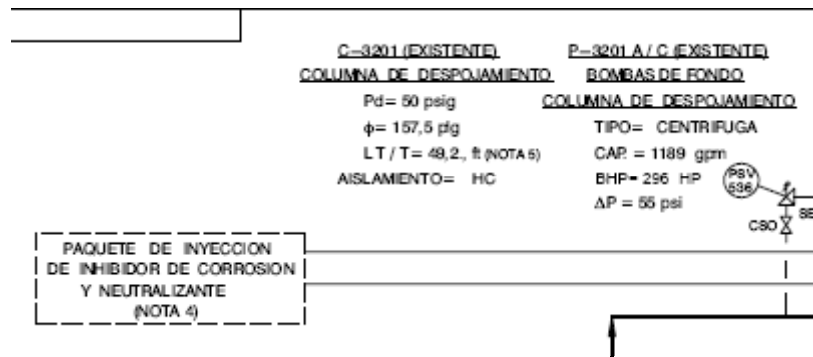 C-3201 (EXISTENTE)
COLUMNA DE DESPOJAMIENTO
Pd= 50 psig
φ= 157,5 pfg
LT / T= 49,2., ft (NOTA 5)
AISLAMIENTO= HC
P-3201 A / C (EXISTENTE)
BOMBAS DE FONDO
COLUMNA DE DESPOJAMIENTO
TIPO= CENTRIFUGA
CAP. = 1189 gpm
BHP= 296 HP
ΔP = 55 psi
PSV
536
CSO
SE
PAQUETE DE INYECCION
DE INHIBIDOR DE CORROSION
Y NEUTRALIZANTE
(NOTA 4)